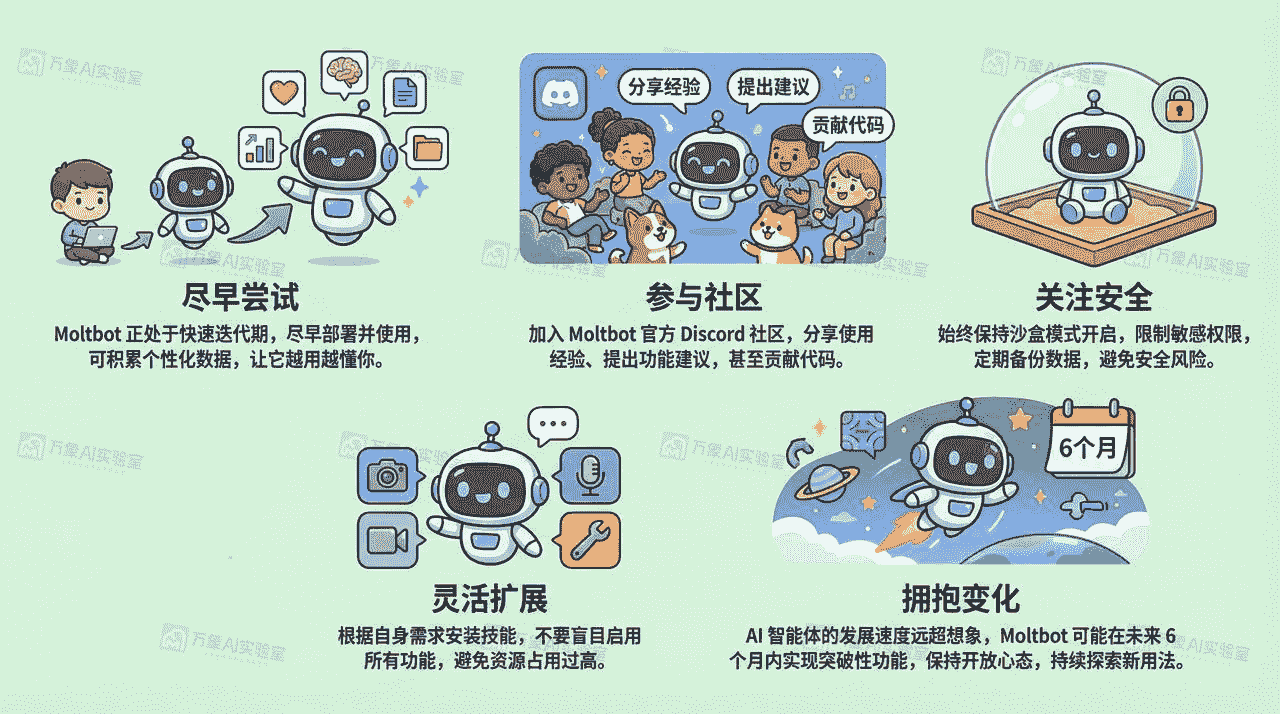 万象AI实验室
分享经验
提出建议
贡献代码
尽早尝试
Moltbot 正处于快速迭代期，尽早部署并使用，
可积累个性化数据，让它越用越懂你。
参与社区
加入 Moltbot 官方 Discord 社区，分享使用
经验、提出功能建议，甚至贡献代码。
关注安全
始终保持沙盒模式开启，限制敏感权限，
定期备份数据，避免安全风险。
6个月
灵活扩展
根据自身需求安装技能，不要盲目启用
所有功能，避免资源占用过高。
拥抱变化
AI 智能体的发展速度远超想象，Moltbot 可能在未来 6
个月内实现突破性功能，保持开放心态，持续探索新用法。